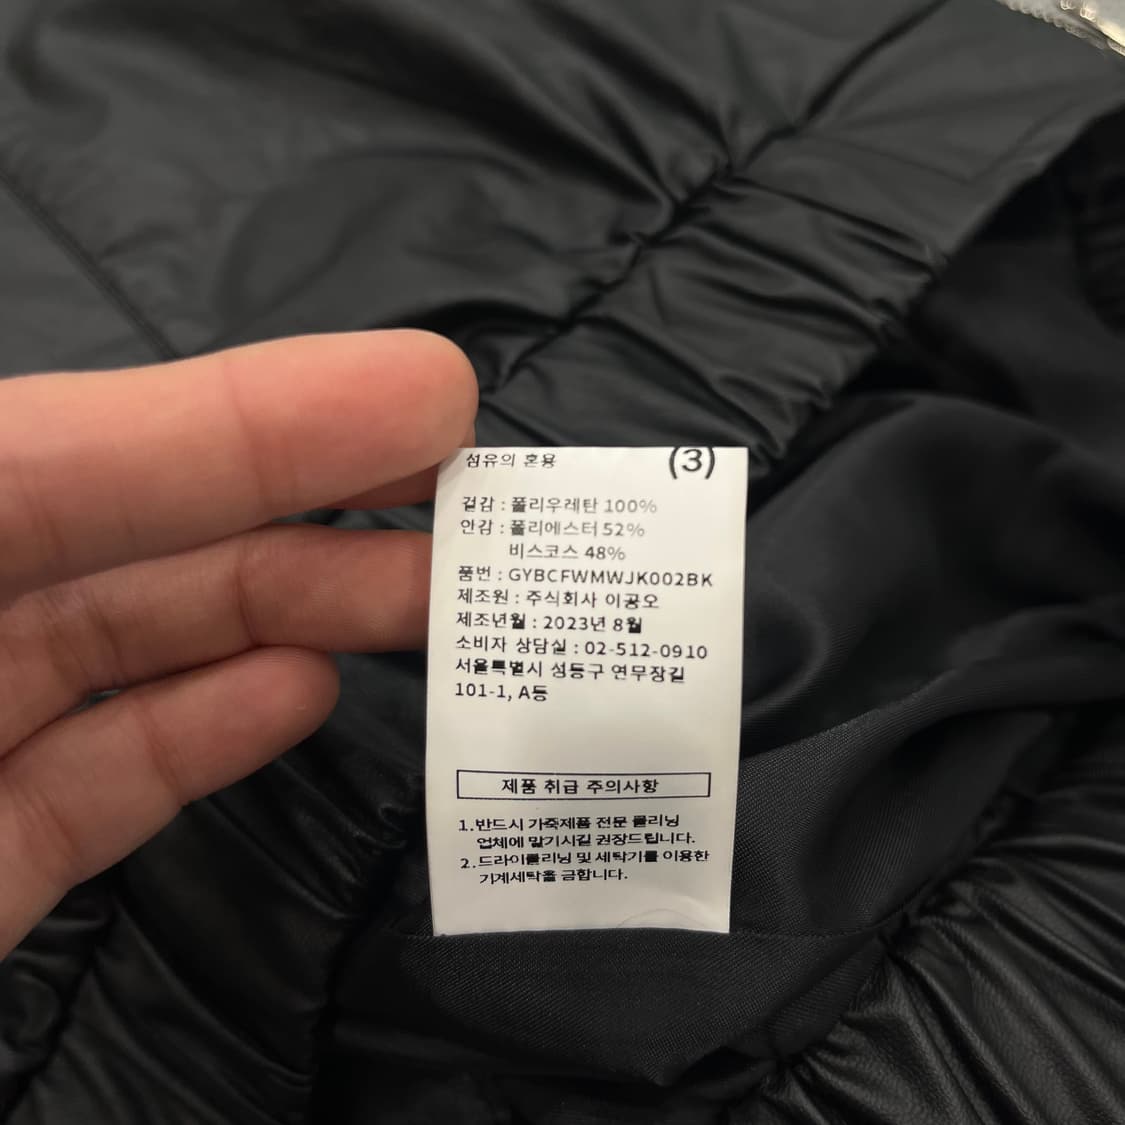 섬유의 혼용 (3)
겉감 : 폴리우레탄 100%
안감 : 폴리에스터 52%
비스코스 48%
품번 : GYBCFWMWJK002BK
제조원 : 주식회사 이공오
제조년월 : 2023년 8월
소비자 상담실 : 02-512-0910
서울특별시 성동구 연무장길
101-1, A동
제품 취급 주의사항
1.반드시 가죽제품 전문 클리닝
업체에 맡기시길 권장드립니다.
2.드라이클리닝 및 세탁기를 이용한
기계세탁을 금합니다.